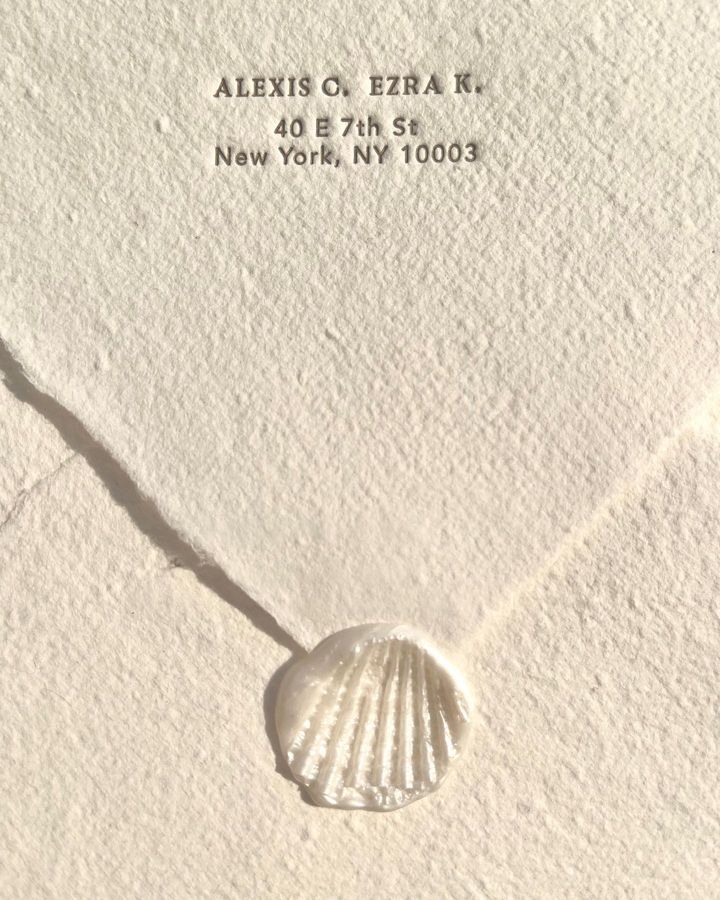 ALEXIS C. EZRA K.
40 E 7th St
New York, NY 10003